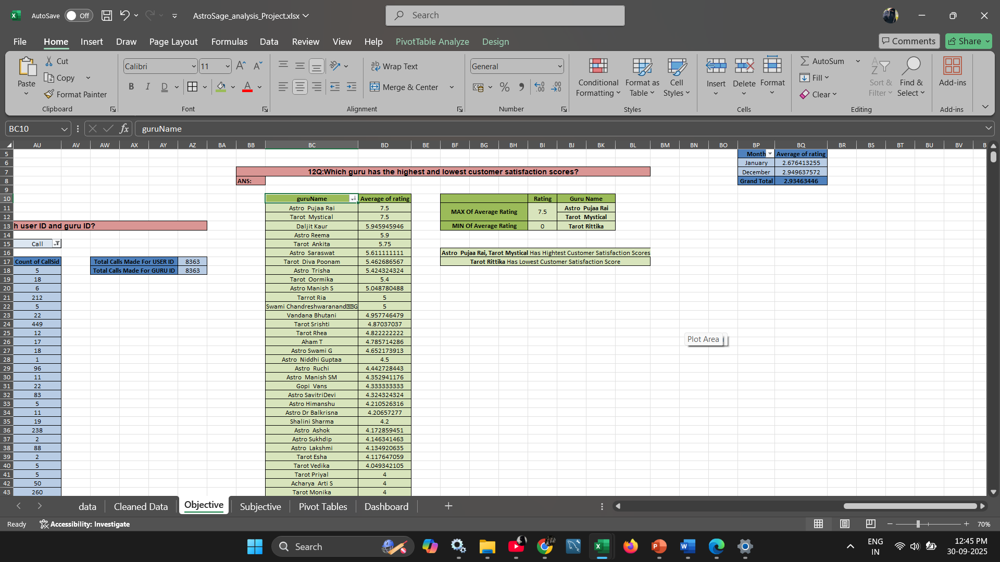 AutoSave Off AstroSage_analysis_Project.xlsx Search
File Home Insert Draw Page Layout Formulas Data Review View Help PivotTable Analyze Design Comments Share
Paste Cut Copy Format Painter Clipboard
Calibri 11 B I D A Font
Wrap Text Merge & Center Alignment
General % Number
Conditional Formatting Format as Table Cell Styles Styles
Insert Delete Format Cells
AutoSum Fill Clear Sort & Filter Find & Select Editing
Add-ins Add-ins
BC10 fx guruName
AU AV AW AX AY AZ BA BB BC BD BE BF BG BH BI BJ BK BL BM BN BO BP BQ BR BS BT BU BV B
5 Month Average of rating
6 January 2.676413255
7 12Q:Which guru has the highest and lowest customer satisfaction scores? December 2.949637572
8 ANS: Grand Total 2.93463446
9
10 guruName Average of rating Rating Guru Name
11 Astro  Pujaa Rai 7.5 MAX Of Average Rating 7.5 Astro  Pujaa Rai
12 Tarot  Mystical 7.5 Tarot  Mystical
13 h user ID and guru ID? Daljit Kaur 5.945945946 MIN Of Average Rating 0 Tarot Rittika
14 Astro Reema 5.9
15 Call Tarot  Ankita 5.75
16 Astro  Saraswat 5.611111111 Astro  Pujaa Rai, Tarot Mystical Has Hightest Customer Satisfaction Scores
17 Count of CallSid Total Calls Made For USER ID 8363 Tarot  Diva Poonam 5.462686567 Tarot Rittika Has Lowest Customer Satisfaction Score
18 5 Total Calls Made For GURU ID 8363 Astro  Trisha 5.424324324
19 18 Tarot  Oormika 5.4
20 6 Astro Manish S 5.048780488
21 212 Tarrot Ria 5
22 5 Swami Chandreshwaranand G 5
23 22 Vandana Bhutani 4.957746479
24 449 Tarot Srishti 4.87037037
25 12 Tarot Rhea 4.822222222
26 17 Aham T 4.785714286
27 18 Astro Swami G 4.652173913
28 1 Astro  Niddhi Guptaa 4.5
29 96 Astro  Ruchi 4.442728443
30 11 Astro  Manish SM 4.352941176
31 22 Gopi  Vans 4.333333333
32 83 Astro SavitriDevi 4.324324324
33 5 Astro Himanshu 4.210526316
34 11 Astro Dr Balkrisna 4.20657277
35 19 Shalini Sharma 4.2
36 238 Astro  Ashok 4.172859451
37 2 Astro Sukhdip 4.146341463
38 88 Astro  Lakshmi 4.134920635
39 2 Tarot Esha 4.117647059
40 5 Tarot Vedika 4.049342105
41 5 Tarot Priyal 4
42 50 Acharya  Arti S 4
43 260 Tarot Monika 4
Plot Area
data Cleaned Data Objective Subjective Pivot Tables Dashboard
Ready Accessibility: Investigate 70%
Search ENG IN 12:45 PM 30-09-2025